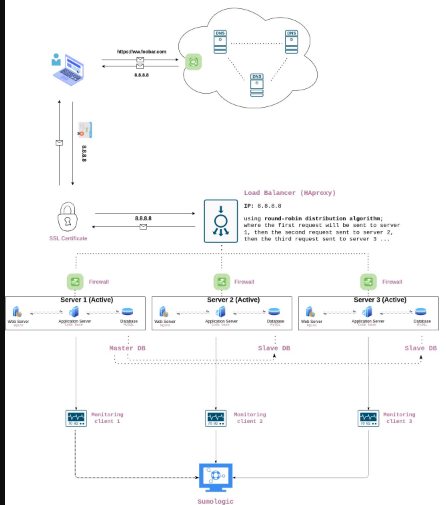 DNS
DNS
https://ww.foobar.com
8.8.8.8
DNS
8.8.8.8
Load Balancer (HAproxy)
IP: 8.8.8.8
using round-robin distribution algorithm;
where the first request will be sent to server
1, then the second request sent to server 2,
then the third request sent to server 3 ...
8.8.8.8
SSL Certificate
Firewall
Firewall
Firewall
Server 1 (Active)
Server 2 (Active)
Server 3 (Active)
Web Server
Application Server
Database
Web Server
Application Server
Database
Web Server
Application Server
Database
Master DB
Slave DB
Slave DB
Monitoring
client 1
Monitoring
client 2
Monitoring
client 3
Sumologic